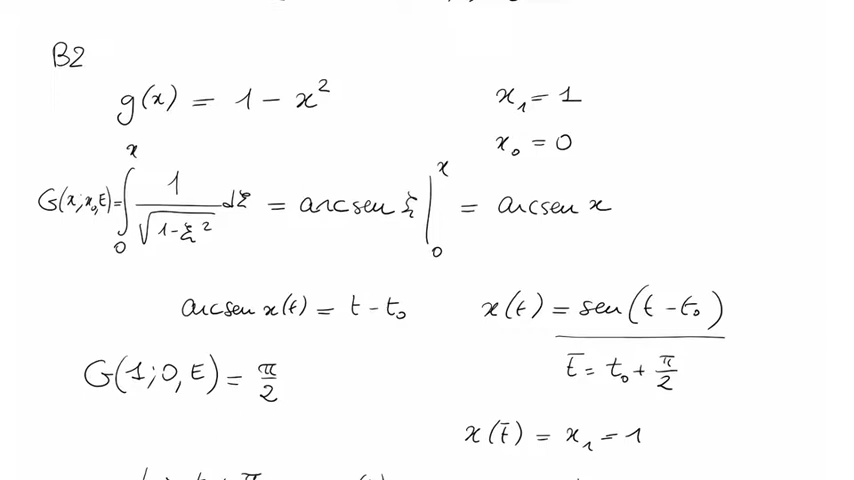 B2
g(x) = 1 - x²
x₁ = 1
x₀ = 0
G(x; x₀, E) = ∫₀ˣ 1/√(1-ξ²) dξ = arcsen ξ |₀ˣ = arcsen x
arcsen x(t) = t - t₀
x(t) = sen(t - t₀)
G(1; 0, E) = π/2
t̄ = t₀ + π/2
x(t̄) = x₁ = 1